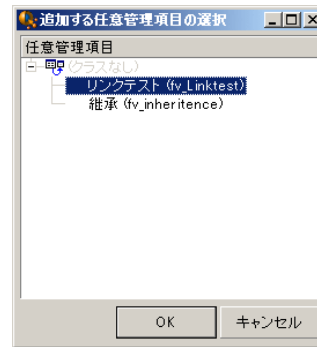 追加する任意管理項目の選択
任意管理項目
(クラスなし)
リンクテスト (fv_Linktest)
継承 (fv_inheritence)
OK キャンセル